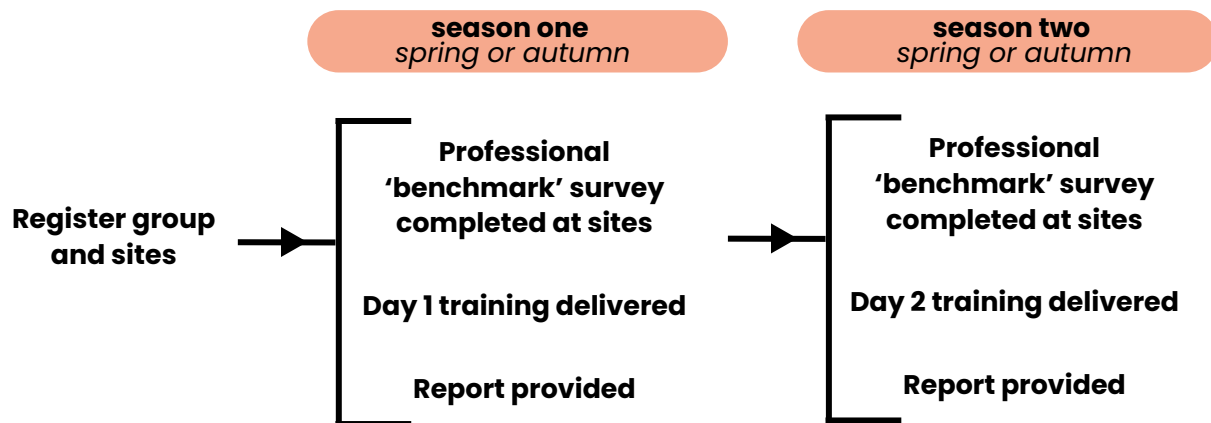 season one
spring or autumn
season two
spring or autumn
Register group
and sites
Professional
‘benchmark’ survey
completed at sites
Day 1 training delivered
Report provided
Professional
‘benchmark’ survey
completed at sites
Day 2 training delivered
Report provided